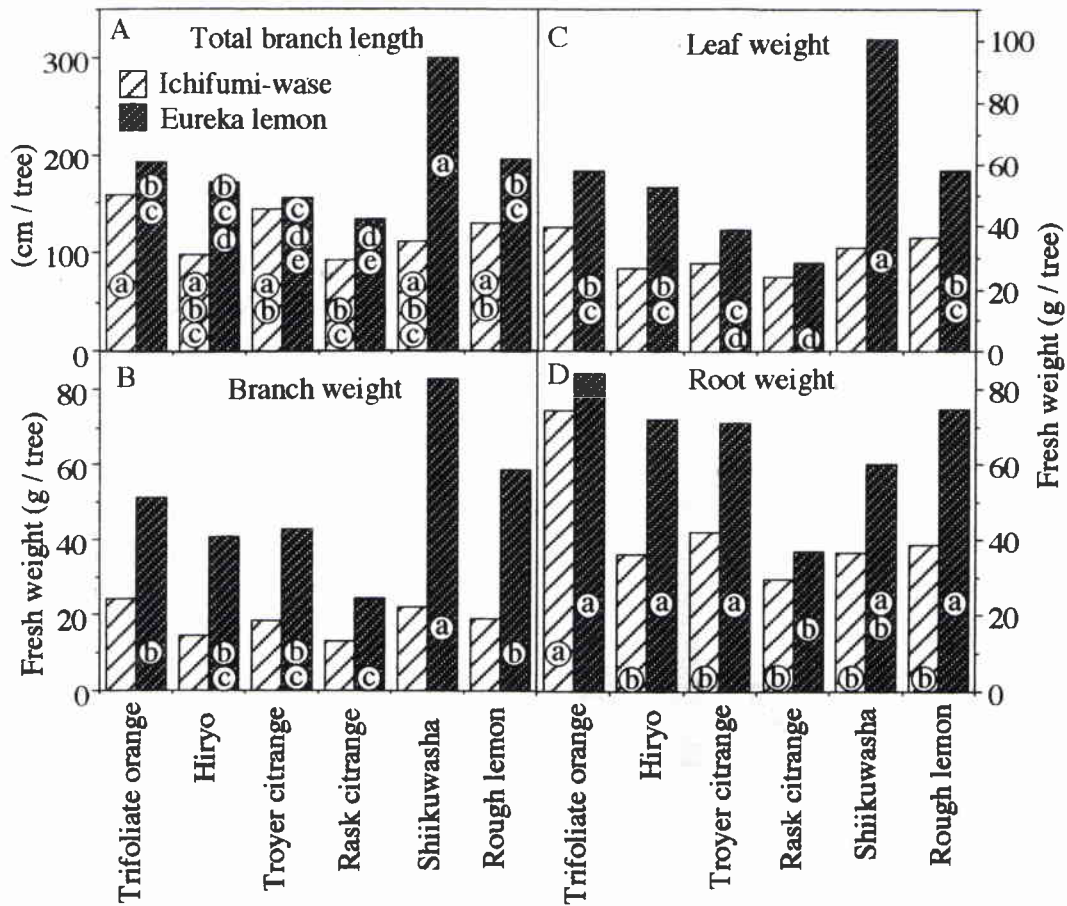 A
Total branch length
Ichifumi-wase
Eureka lemon
300
200
100
0
(cm / tree)
b
c
a
b
c
d
a
b
c
c
d
e
a
b
d
e
b
c
a
a
b
c
b
c
a
b
C
Leaf weight
100
80
60
40
20
0
Fresh weight (g / tree)
b
c
b
c
c
d
d
a
b
c
B
Branch weight
80
60
40
20
0
Fresh weight (g / tree)
b
b
c
b
c
c
a
b
D
Root weight
80
60
40
20
0
a
a
a
b
a
b
b
b
a
b
b
a
b
Trifoliate orange
Hiryo
Troyer citrange
Rask citrange
Shiikuwasha
Rough lemon
Trifoliate orange
Hiryo
Troyer citrange
Rask citrange
Shiikuwasha
Rough lemon